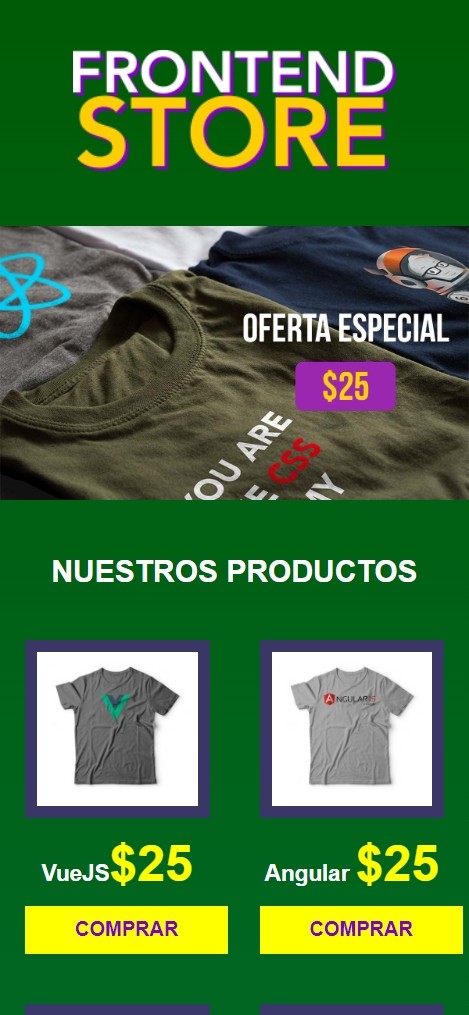 FRONTEND
STORE
OFERTA ESPECIAL
$25
YOU ARE
CSS
MY
NUESTROS PRODUCTOS
ANGULARJS
VueJS$25
Angular $25
COMPRAR
COMPRAR